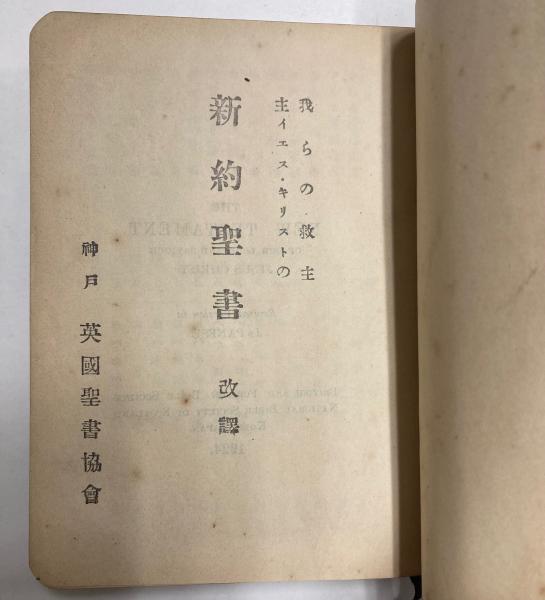 我らの救主
主イエス・キリストの
新約聖書 改譯
神戸 英國聖書協會